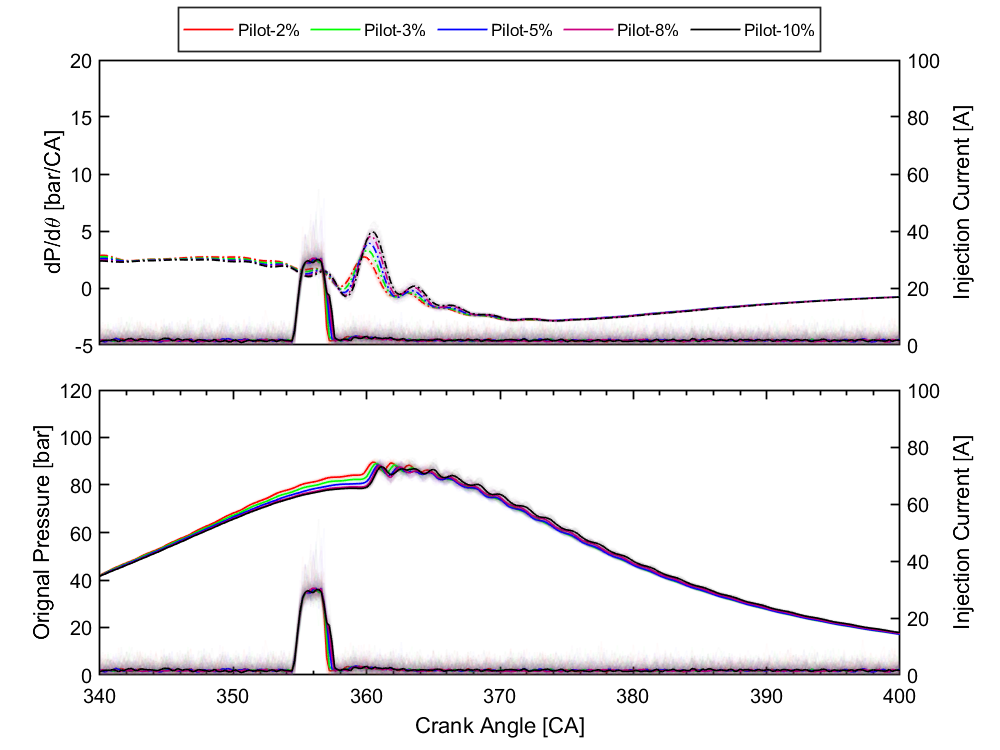 Pilot-2% Pilot-3% Pilot-5% Pilot-8% Pilot-10%
20 100
15 80
10 60
5 40
0 20
-5 0
dP/dθ [bar/CA]
Injection Current [A]
120 100
100 80
80 60
60 40
40 20
20 0
0
Orignal Pressure [bar]
Injection Current [A]
340 350 360 370 380 390 400
Crank Angle [CA]